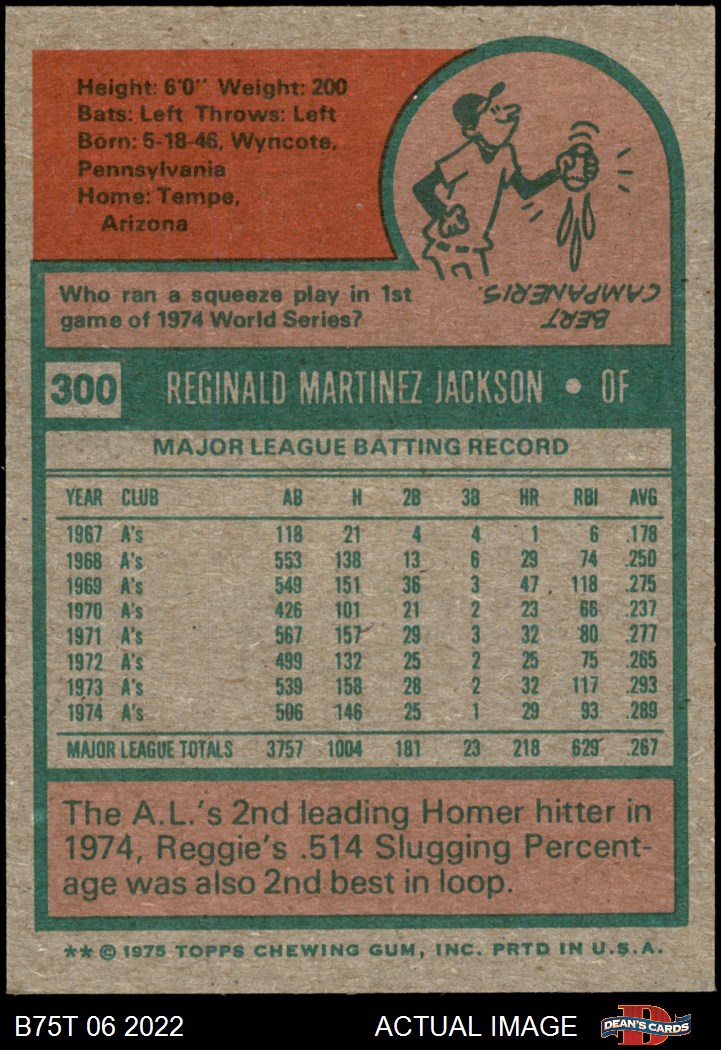 Height: 6'0" Weight: 200
Bats: Left Throws: Left
Born: 5-18-46, Wyncote,
Pennsylvania
Home: Tempe,
Arizona
Who ran a squeeze play in 1st
game of 1974 World Series?
BERT
CAMPANERIS.
300 REGINALD MARTINEZ JACKSON • OF
MAJOR LEAGUE BATTING RECORD
YEAR CLUB AB H 2B 3B HR RBI AVG
1967 A's 118 21 4 4 1 6 .178
1968 A's 553 138 13 6 29 74 .250
1969 A's 549 151 36 3 47 118 .275
1970 A's 426 101 21 2 23 66 .237
1971 A's 567 157 29 3 32 80 .277
1972 A's 499 132 25 2 25 75 .265
1973 A's 539 158 28 2 32 117 .293
1974 A's 506 146 25 1 29 93 .289
MAJOR LEAGUE TOTALS 3757 1004 181 23 218 629 .267
The A.L.'s 2nd leading Homer hitter in
1974, Reggie's .514 Slugging Percent-
age was also 2nd best in loop.
** © 1975 TOPPS CHEWING GUM, INC. PRTD IN U.S.A.
B75T 06 2022 ACTUAL IMAGE DEAN'S CARDS